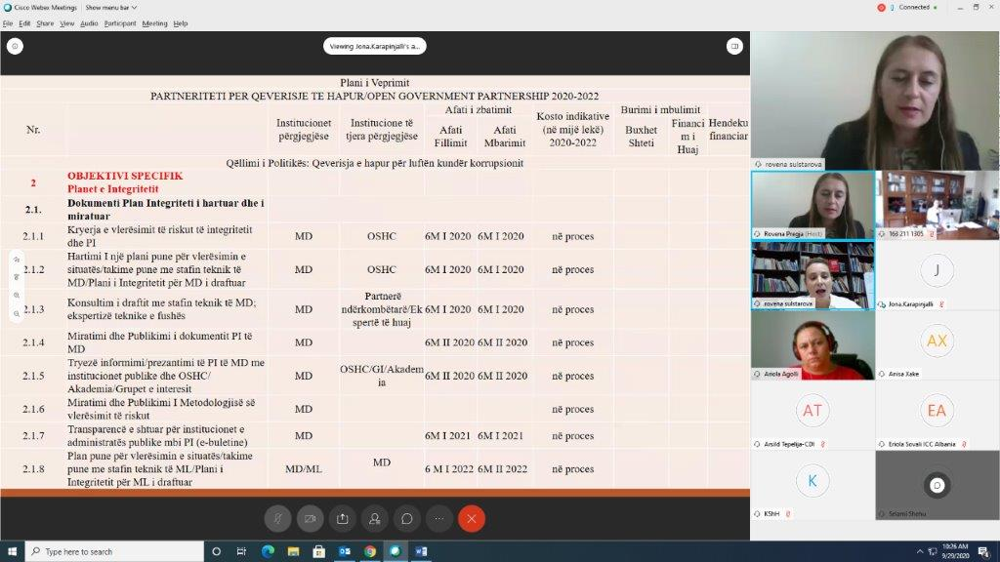 Cisco Webex Meetings
Show menu bar
Connected
File Edit Share View Audio Participant Meeting Help
Viewing Jona.Karapinjalli's a...
Plani i Veprimit
PARTNERITETI PER QEVERISJE TE HAPUR/OPEN GOVERNMENT PARTNERSHIP 2020-2022
Nr.
Institucionet përgjegjëse
Institucione të tjera përgjegjëse
Afati i zbatimit
Afati Fillimit
Afati Mbarimit
Kosto indikative (në mijë lekë) 2020-2022
Burimi i mbulimit
Buxhet Shteti
Financi m i Huaj
Hendeku financiar
Qëllimi i Politikës: Qeverisja e hapur për luftën kundër korrupsionit
2 OBJEKTIVI SPECIFIK
Planet e Integritetit
2.1. Dokumenti Plan Integriteti i hartuar dhe i
miratuar
2.1.1 Kryerja e vlerësimit të riskut të integritetit
dhe PI
MD OSHC 6M I 2020 6M I 2020 në proces
2.1.2 Hartimi I një plani pune për vlerësimin e
situatës/takime pune me stafin teknik të
MD/Plani i Integritetit për MD i draftuar
MD OSHC 6M I 2020 6M I 2020 në proces
2.1.3 Konsultim i draftit me stafin teknik të MD;
ekspertizë teknike e fushës
MD
Partnerë
ndërkombëtarë/Ek
spertë të huaj
6M I 2020 6M I 2020 në proces
2.1.4 Miratimi dhe Publikimi i dokumentit PI të
MD
MD 6M II 2020 6M II 2020 në proces
2.1.5 Tryezë informimi/prezantimi të PI të MD me
institucionet publike dhe OSHC/
Akademia/Grupet e interesit
MD
OSHC/GI/Akadem
ia
6M II 2020 6M II 2020 në proces
2.1.6 Miratimi dhe Publikimi I Metodologjisë së
vlerësimit të riskut
MD në proces
2.1.7 Transparencë e shtuar për institucionet e
administratës publike mbi PI (e-buletine)
MD 6M I 2021 6M I 2021 në proces
2.1.8 Plan pune për vlerësimin e situatës/takime
pune me stafin teknik të ML/Plani i
Integritetit për ML i draftuar
MD/ML MD 6 M I 2022 6M II 2022 në proces
rovena sulstarova
Rovena Pregja (Host)
163 211 1305
rovena sulstarova
J
Jona.Karapinjalli
Ariola Agolli
AX
Anisa Xake
AT
Arsild Tepelija-CDI
EA
Eriola Sovali ICC Albania
K
KShH
Selami Shehu
Type here to search
10:26 AM
9/29/2020